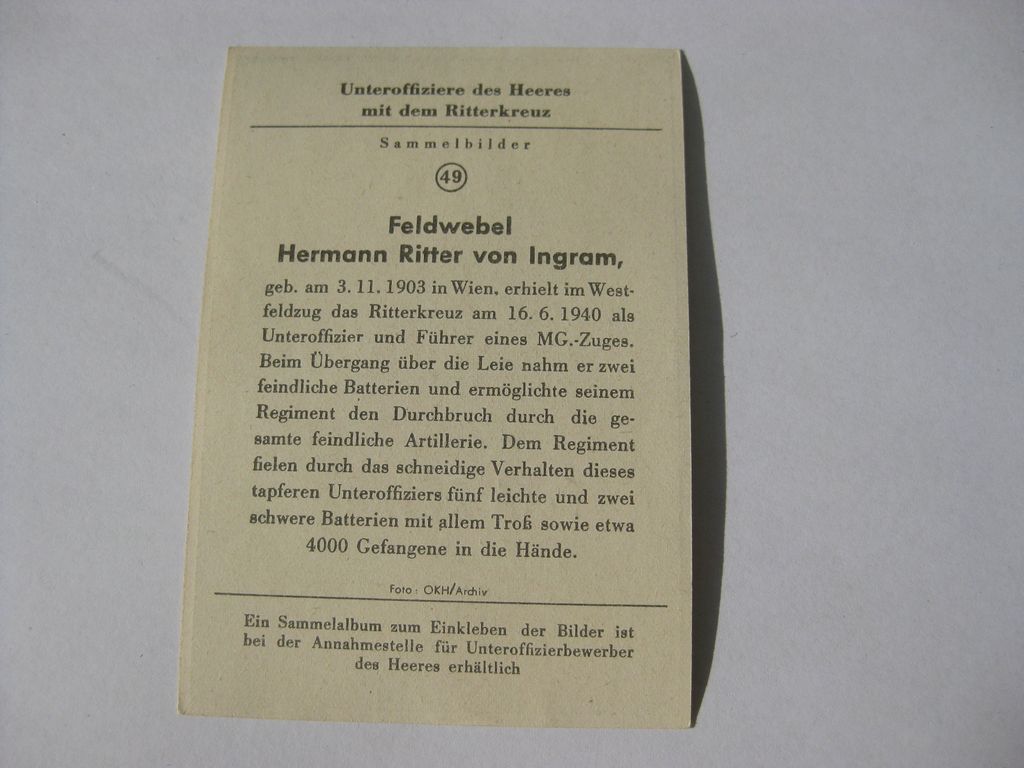 Unteroffiziere des Heeres
mit dem Ritterkreuz
Sammelbilder
49
Feldwebel
Hermann Ritter von Ingram,
geb. am 3. 11. 1903 in Wien, erhielt im West-
feldzug das Ritterkreuz am 16. 6. 1940 als
Unteroffizier und Führer eines MG.-Zuges.
Beim Übergang über die Leie nahm er zwei
feindliche Batterien und ermöglichte seinem
Regiment den Durchbruch durch die ge-
samte feindliche Artillerie. Dem Regiment
fielen durch das schneidige Verhalten dieses
tapferen Unteroffiziers fünf leichte und zwei
schwere Batterien mit allem Troß sowie etwa
4000 Gefangene in die Hände.
Foto: OKH/Archiv
Ein Sammelalbum zum Einkleben der Bilder ist
bei der Annahmestelle für Unteroffizierbewerber
des Heeres erhältlich